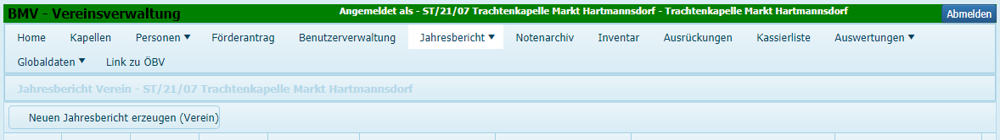 BMV - Vereinsverwaltung
Angemeldet als - ST/21/07 Trachtenkapelle Markt Hartmannsdorf - Trachtenkapelle Markt Hartmannsdorf
Abmelden
Home Kapellen Personen Förderantrag Benutzerverwaltung Jahresbericht Notenarchiv Inventar Ausrückungen Kassierliste Auswertungen
Globaldaten Link zu ÖBV
Jahresbericht Verein - ST/21/07 Trachtenkapelle Markt Hartmannsdorf
Neuen Jahresbericht erzeugen (Verein)